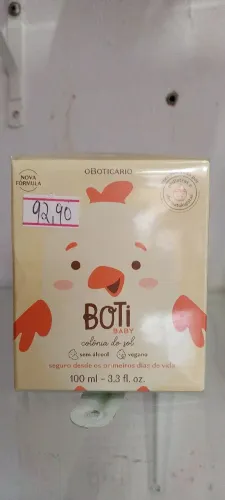 oBOTICÁRIO
NOVA
FÓRMULA
92,90
BOTI
BABY
colônia do sol
sem álcool
vegano
seguro desde os primeiros dias de vida
100 ml - 3.3 fl. oz.